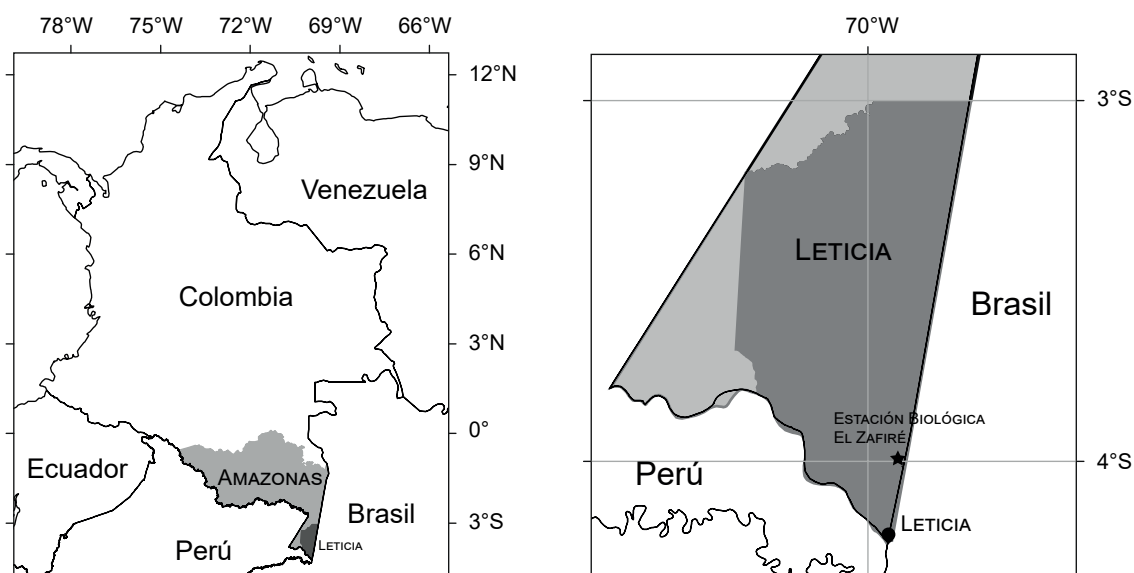 78°W 75°W 72°W 69°W 66°W
12°N
9°N
Venezuela
6°N
Colombia
3°N
0°
Ecuador
AMAZONAS
Brasil
3°S
LETICIA
Perú
70°W
3°S
LETICIA
Brasil
ESTACIÓN BIOLÓGICA
EL ZAFIRÉ
4°S
Perú
LETICIA